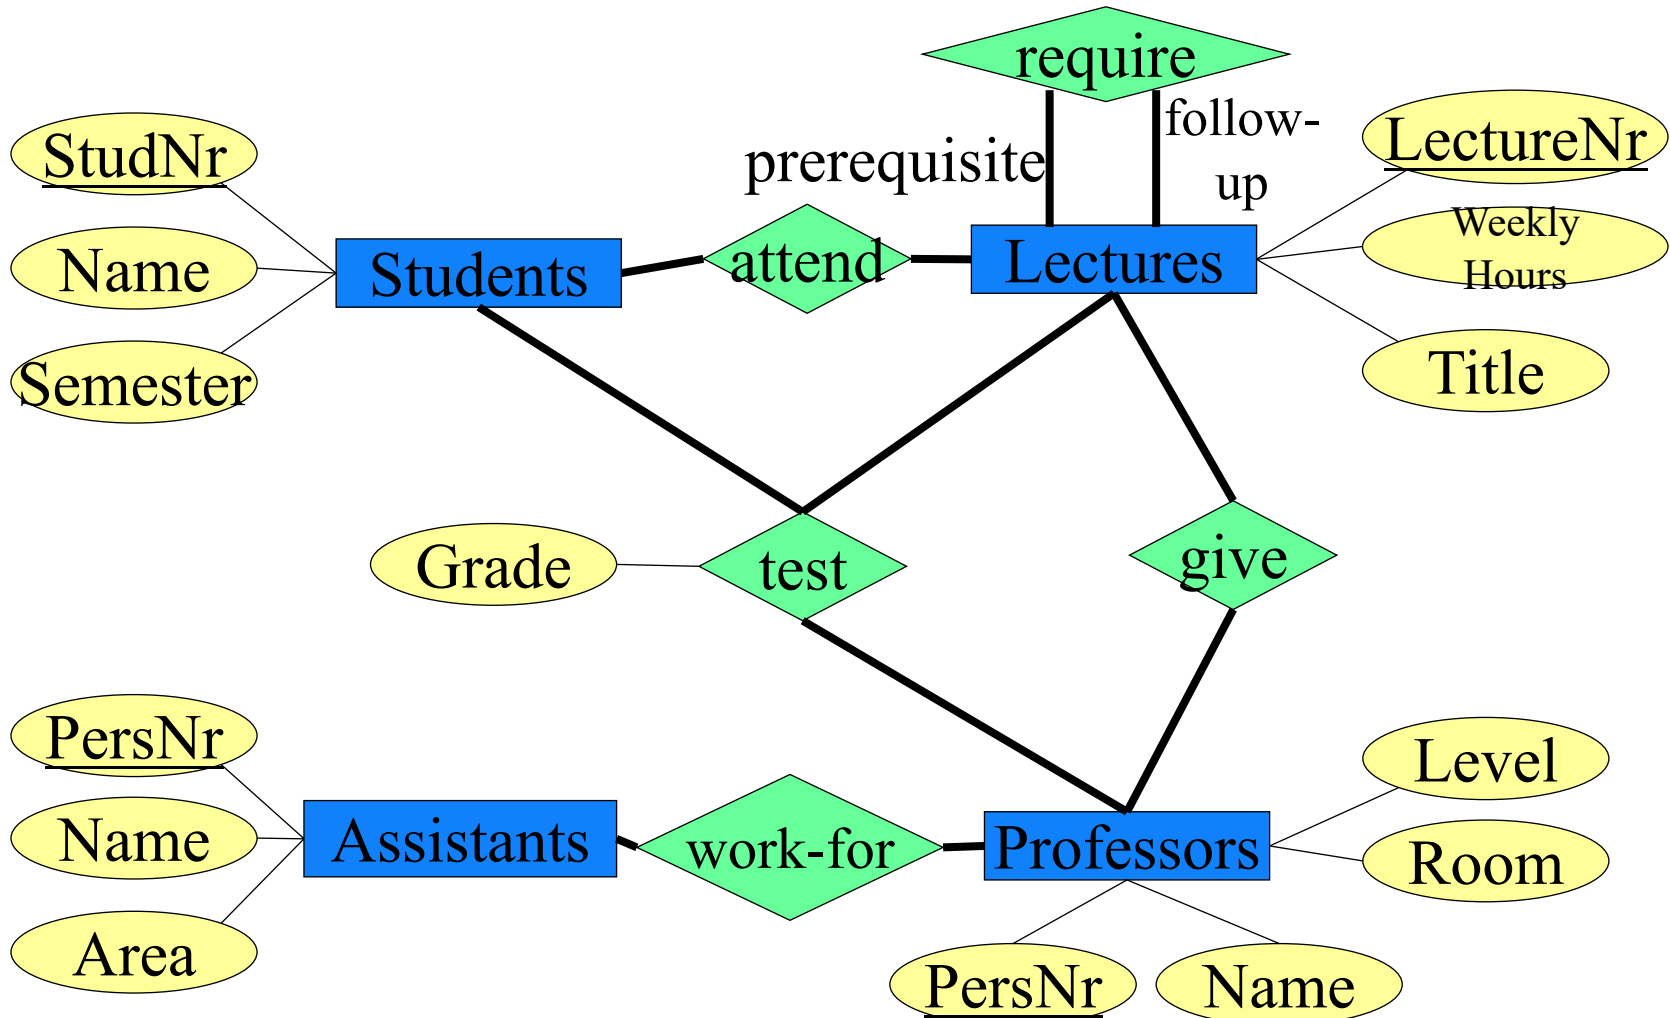 require
follow-
up
prerequisite
StudNr
LectureNr
Name
Students
attend
Lectures
Weekly
Hours
Semester
Title
Grade
test
give
PersNr
Level
Name
Assistants
work-for
Professors
Room
Area
PersNr
Name